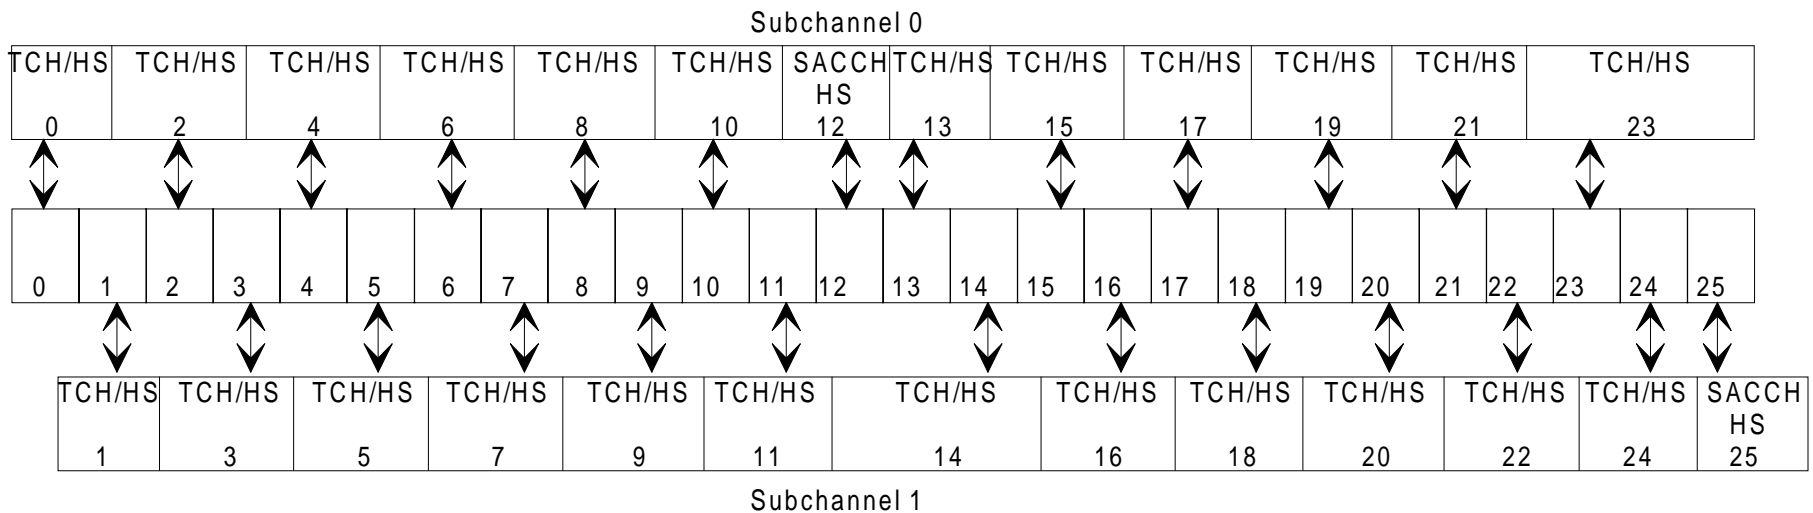 Subchannel 0
TCH/HS TCH/HS TCH/HS TCH/HS TCH/HS TCH/HS SACCH TCH/HS TCH/HS TCH/HS TCH/HS TCH/HS TCH/HS
HS
0 2 4 6 8 10 12 13 15 17 19 21 23
0 1 2 3 4 5 6 7 8 9 10 11 12 13 14 15 16 17 18 19 20 21 22 23 24 25
TCH/HS TCH/HS TCH/HS TCH/HS TCH/HS TCH/HS TCH/HS TCH/HS TCH/HS TCH/HS TCH/HS TCH/HS SACCH
HS
1 3 5 7 9 11 14 16 18 20 22 24 25
Subchannel 1